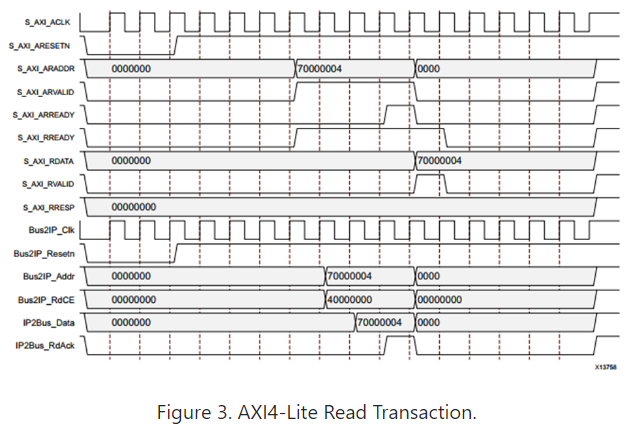 S_AXI_ACLK
S_AXI_ARESETN
S_AXI_ARADDR 0000000 70000004 0000
S_AXI_ARVALID
S_AXI_ARREADY
S_AXI_RREADY
S_AXI_RDATA 0000000 70000004
S_AXI_RVALID
S_AXI_RRESP 00000000
Bus2IP_Clk
Bus2IP_Resetn
Bus2IP_Addr 0000000 70000004 0000
Bus2IP_RdCE 00000000 40000000 00000000
IP2Bus_Data 0000000 70000004 0000
IP2Bus_RdAck
X13758
Figure 3. AXI4-Lite Read Transaction.